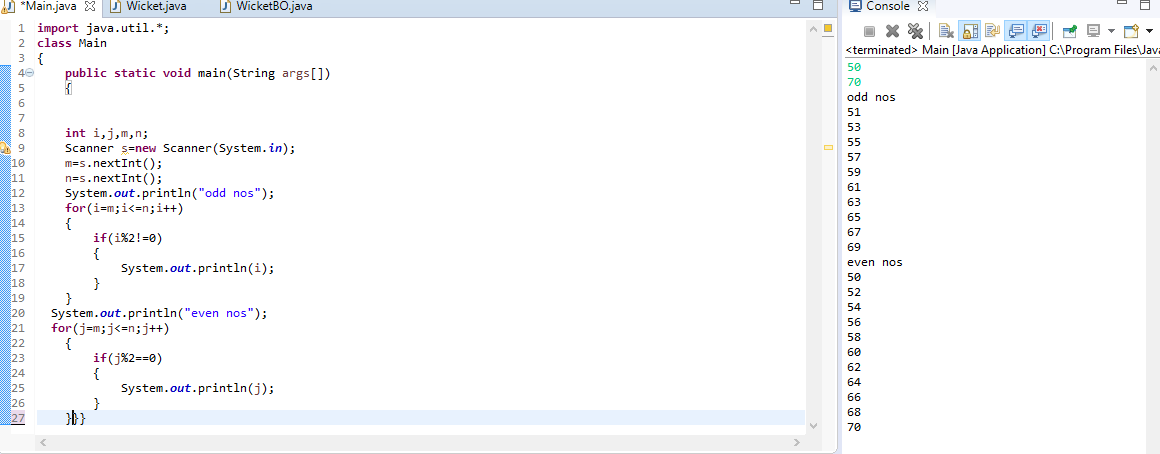 *Main.java Wicket.java WicketBO.java
1 import java.util.*;
2 class Main
3 {
4 public static void main(String args[])
5 {
6
7
8 int i,j,m,n;
9 Scanner s=new Scanner(System.in);
10 m=s.nextInt();
11 n=s.nextInt();
12 System.out.println("odd nos");
13 for(i=m;i<=n;i++)
14 {
15 if(i%2!=0)
16 {
17 System.out.println(i);
18 }
19 }
20 System.out.println("even nos");
21 for(j=m;j<=n;j++)
22 {
23 if(j%2==0)
24 {
25 System.out.println(j);
26 }
27 }}}
Console
<terminated> Main [Java Application] C:\Program Files\Java
50
70
odd nos
51
53
55
57
59
61
63
65
67
69
even nos
50
52
54
56
58
60
62
64
66
68
70